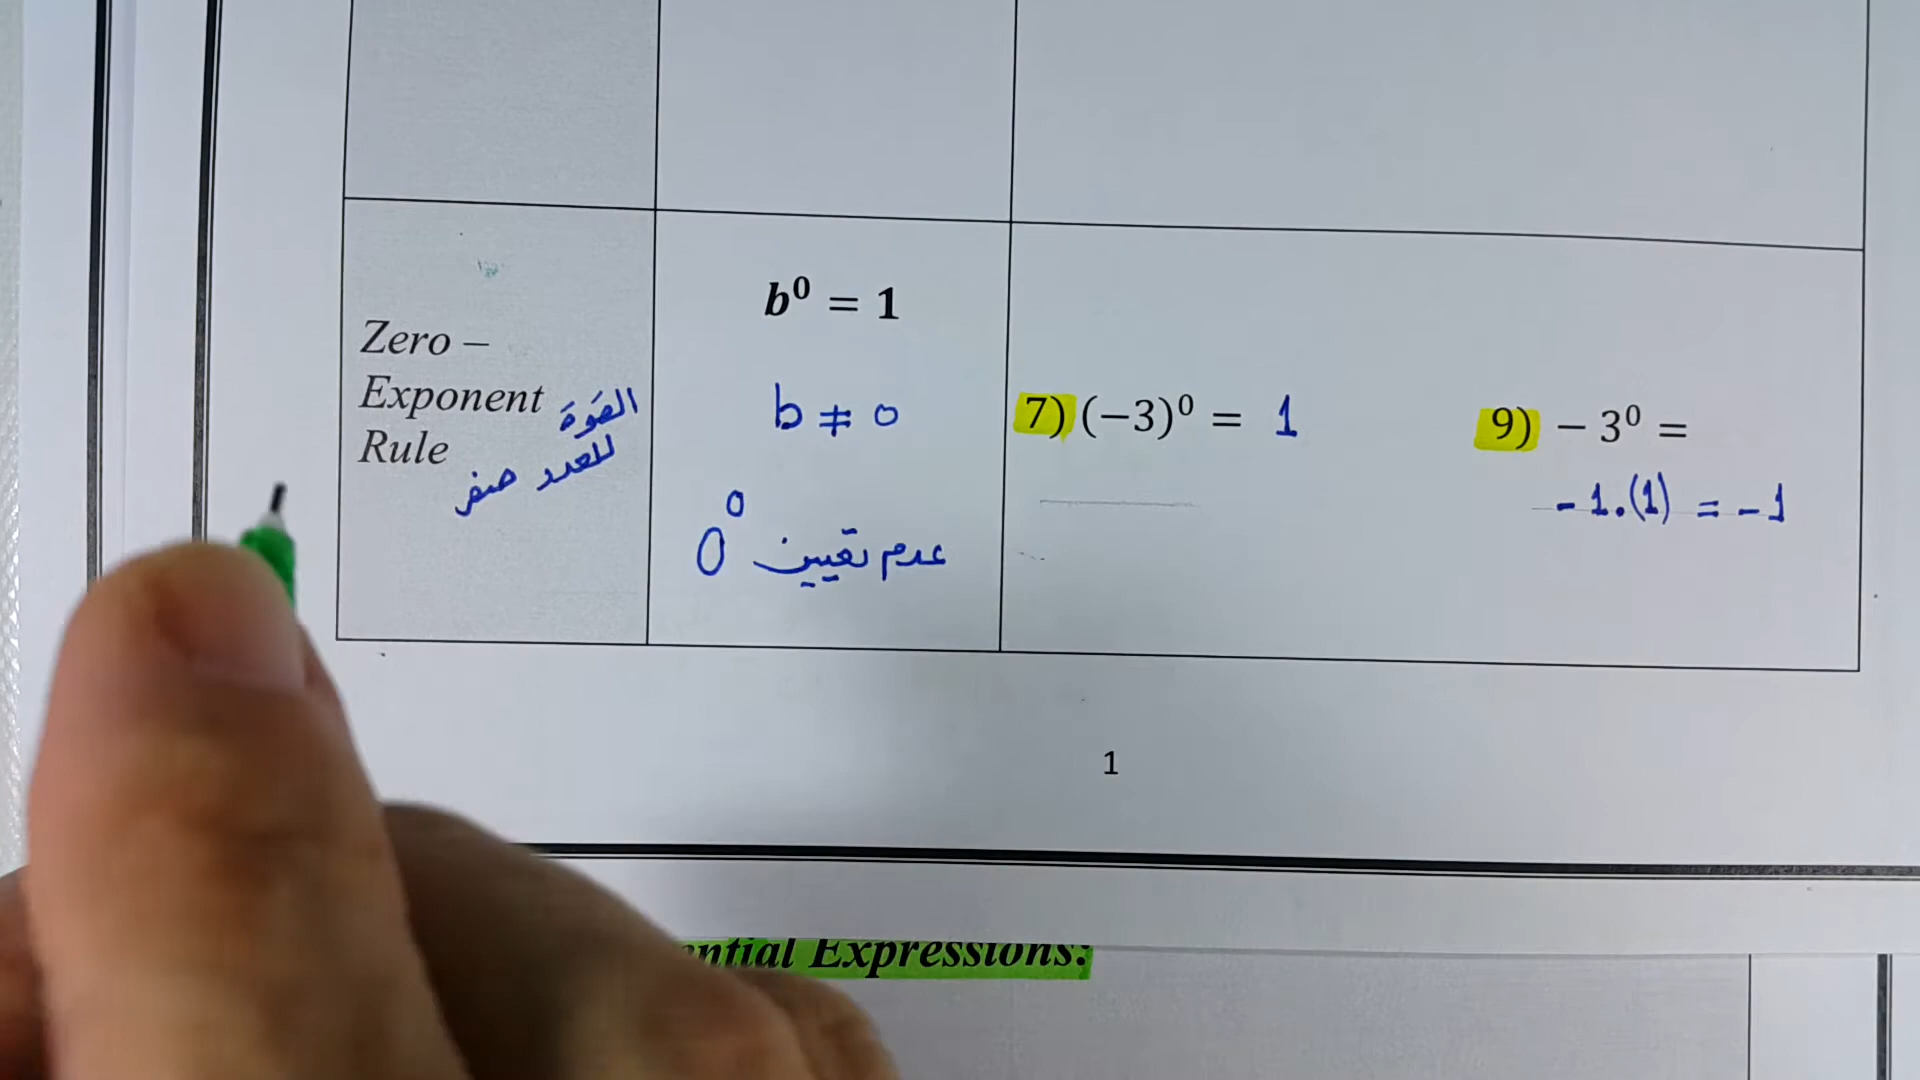 Zero –
Exponent
Rule
القوة
للعدد صفر
b⁰ = 1
b ≠ 0
0⁰ عدم تعيين
7) (−3)⁰ = 1
9) − 3⁰ =
-1.(1) = -1
1
ential Expressions: